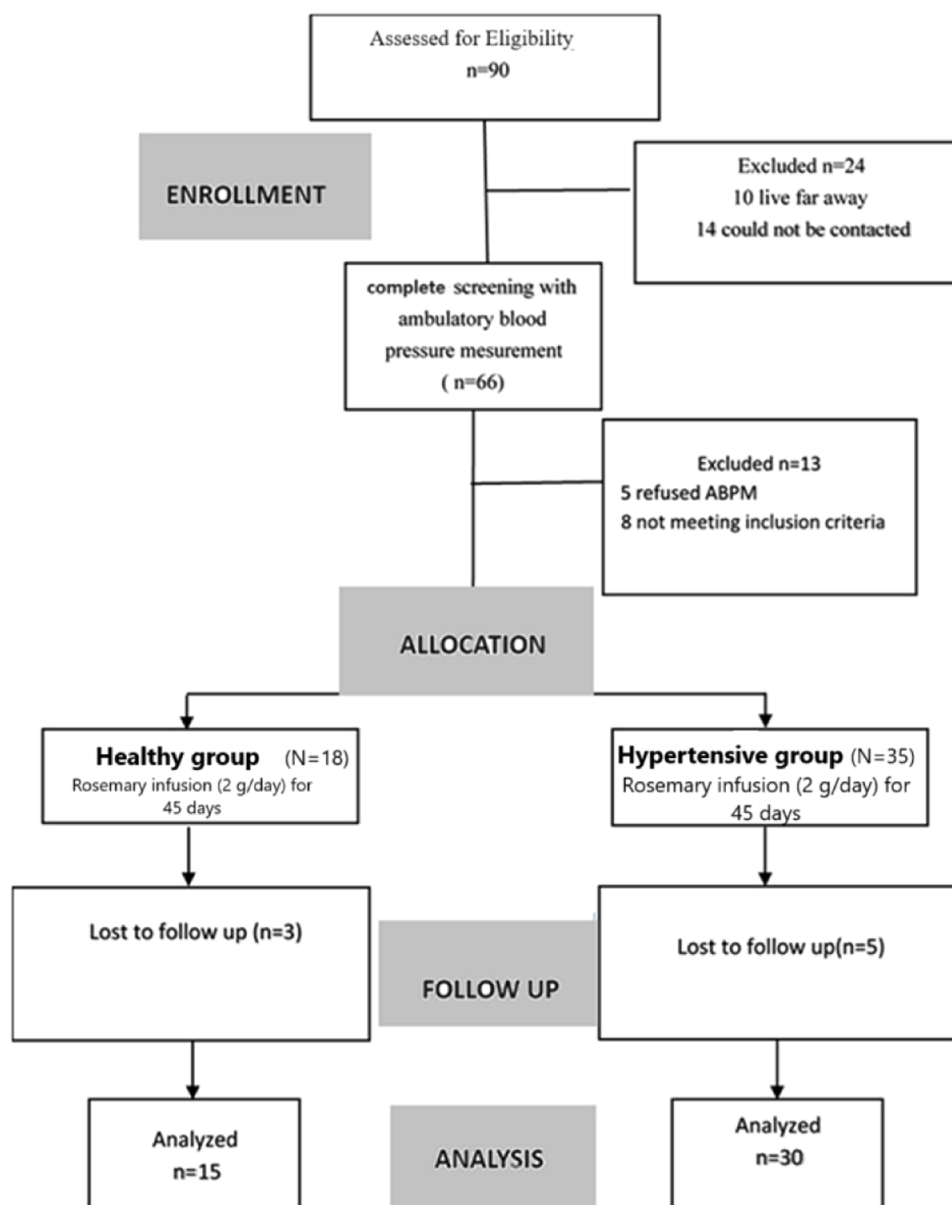 Assessed for Eligibility
n=90
ENROLLMENT
Excluded n=24
10 live far away
14 could not be contacted
complete screening with
ambulatory blood
pressure mesurement
( n=66)
Excluded n=13
5 refused ABPM
8 not meeting inclusion criteria
ALLOCATION
Healthy group (N=18)
Rosemary infusion (2 g/day) for
45 days
Hypertensive group (N=35)
Rosemary infusion (2 g/day) for
45 days
Lost to follow up (n=3)
Lost to follow up(n=5)
FOLLOW UP
Analyzed
n=15
ANALYSIS
Analyzed
n=30